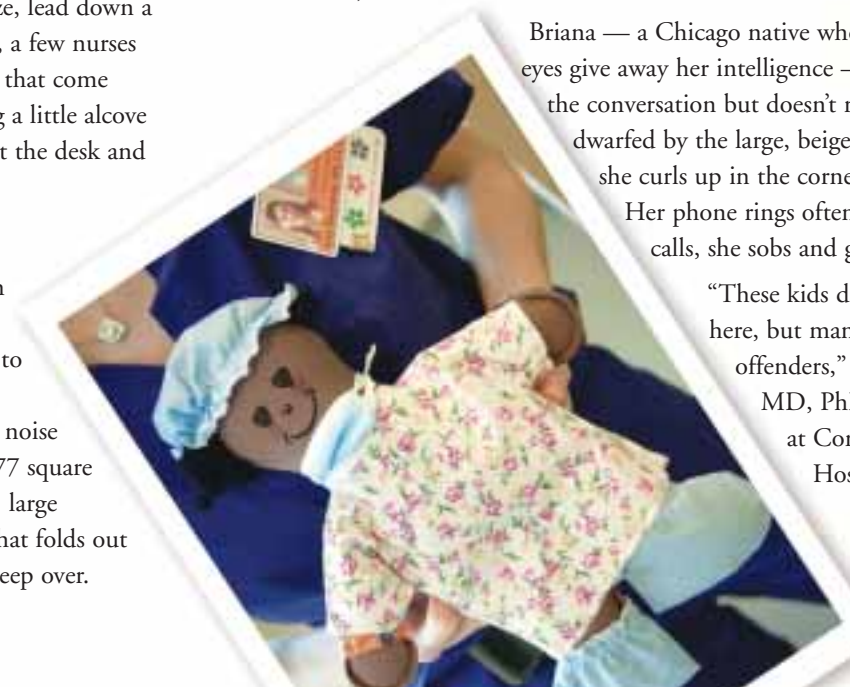 ze, lead down a
, a few nurses
that come
g a little alcove
t the desk and
n
to
noise
77 square
large
hat folds out
eep over.
Briana — a Chicago native wh
eyes give away her intelligence –
the conversation but doesn’t
dwarfed by the large, beige
she curls up in the corne
Her phone rings often
calls, she sobs and g
“These kids d
here, but man
offenders,”
MD, Ph
at Co
Hos